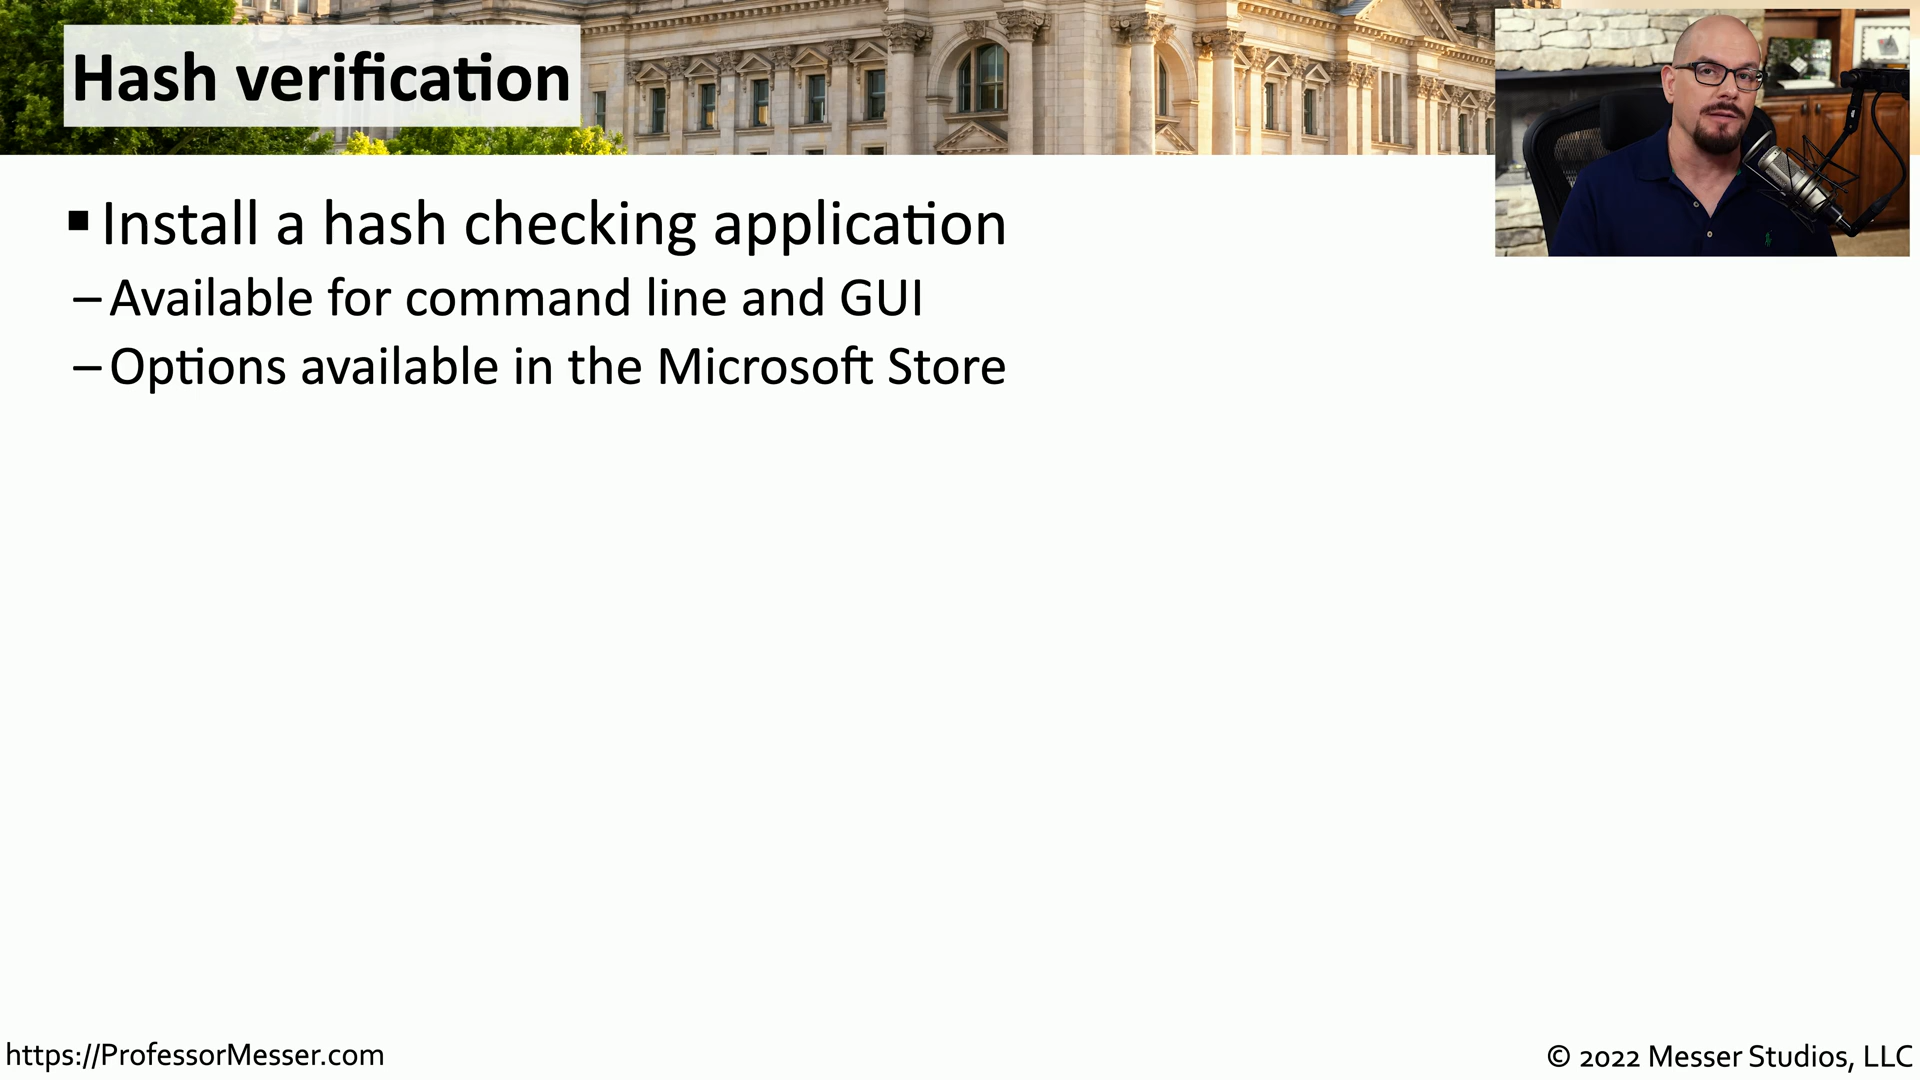 Hash verification
▪ Install a hash checking application
– Available for command line and GUI
– Options available in the Microsoft Store
https://ProfessorMesser.com
© 2022 Messer Studios, LLC